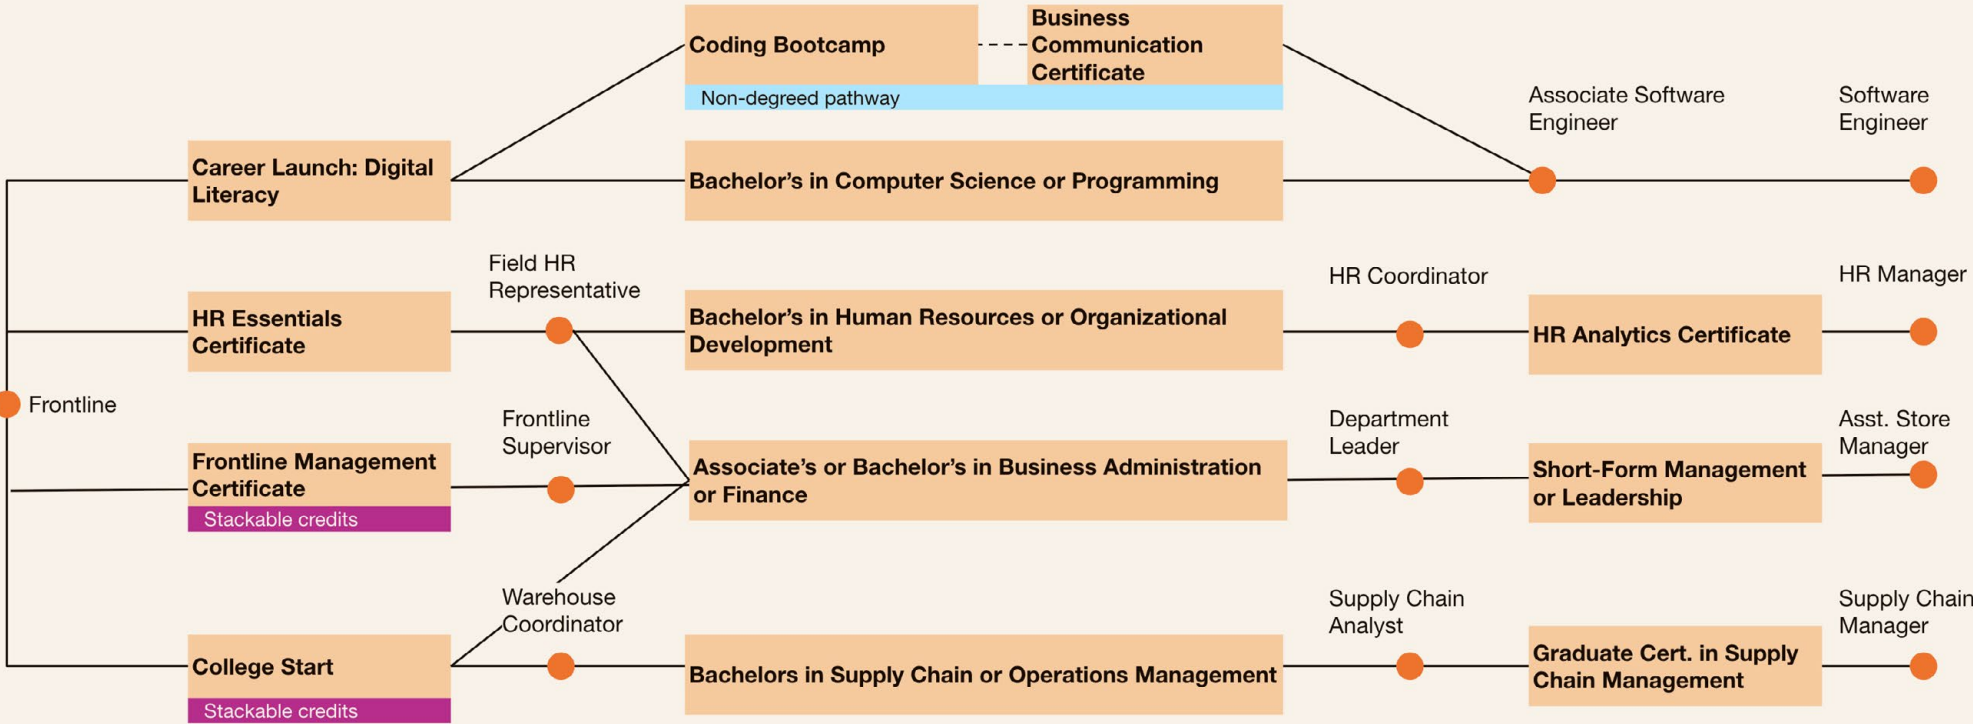 Coding Bootcamp
Business
Communication
Certificate
Non-degreed pathway
Associate Software
Engineer
Software
Engineer
Career Launch: Digital
Literacy
Bachelor's in Computer Science or Programming
Field HR
Representative
HR Coordinator
HR Manager
HR Essentials
Certificate
Bachelor's in Human Resources or Organizational
Development
HR Analytics Certificate
Frontline
Frontline
Supervisor
Department
Leader
Asst. Store
Manager
Frontline Management
Certificate
Stackable credits
Associate's or Bachelor's in Business Administration
or Finance
Short-Form Management
or Leadership
Warehouse
Coordinator
Supply Chain
Analyst
Supply Chain
Manager
College Start
Stackable credits
Bachelors in Supply Chain or Operations Management
Graduate Cert. in Supply
Chain Management